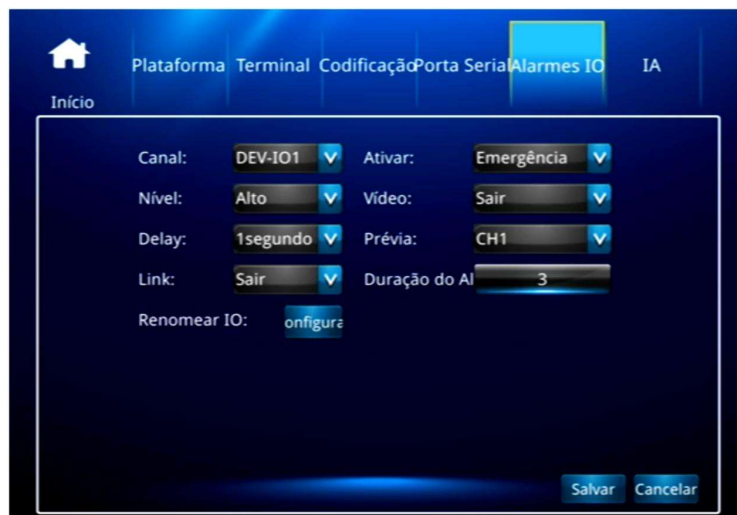 Início
Plataforma Terminal Codificação Porta Serial Alarmes IO IA
Canal: DEV-IO1 Ativar: Emergência
Nível: Alto Vídeo: Sair
Delay: 1segundo Prévia: CH1
Link: Sair Duração do Al 3
Renomear IO: onfigura
Salvar Cancelar